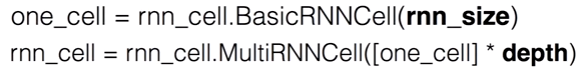 one_cell = rnn_cell.BasicRNNCell(rnn_size)
rnn_cell = rnn_cell.MultiRNNCell([one_cell] * depth)